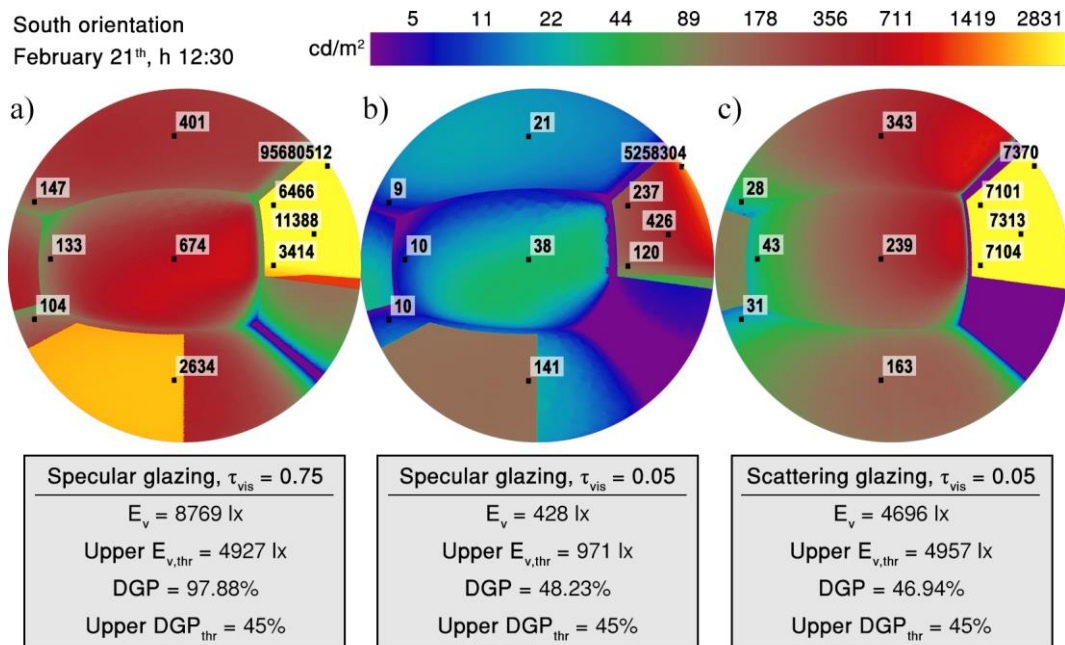 South orientation
February 21th, h 12:30
cd/m²
5 11 22 44 89 178 356 711 1419 2831
a)
401
95680512
147
6466
11388
133
674
3414
104
2634
b)
21
5258304
9
237
426
10
38
120
10
141
c)
343
7370
28
7101
7313
43
239
7104
31
163
Specular glazing, τvis = 0.75
Ev = 8769 lx
Upper Ev,thr = 4927 lx
DGP = 97.88%
Upper DGPthr = 45%
Specular glazing, τvis = 0.05
Ev = 428 lx
Upper Ev,thr = 971 lx
DGP = 48.23%
Upper DGPthr = 45%
Scattering glazing, τvis = 0.05
Ev = 4696 lx
Upper Ev,thr = 4957 lx
DGP = 46.94%
Upper DGPthr = 45%